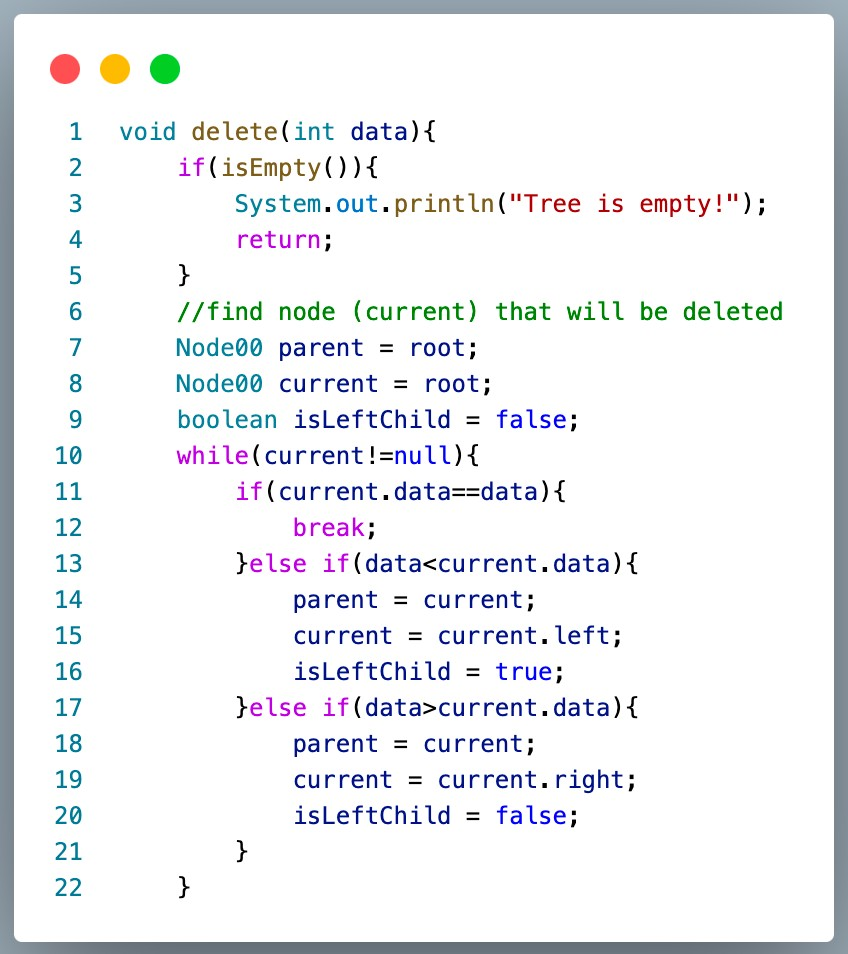 1 void delete(int data){
2 if(isEmpty()){
3 System.out.println("Tree is empty!");
4 return;
5 }
6 //find node (current) that will be deleted
7 Node00 parent = root;
8 Node00 current = root;
9 boolean isLeftChild = false;
10 while(current!=null){
11 if(current.data==data){
12 break;
13 }else if(data<current.data){
14 parent = current;
15 current = current.left;
16 isLeftChild = true;
17 }else if(data>current.data){
18 parent = current;
19 current = current.right;
20 isLeftChild = false;
21 }
22 }